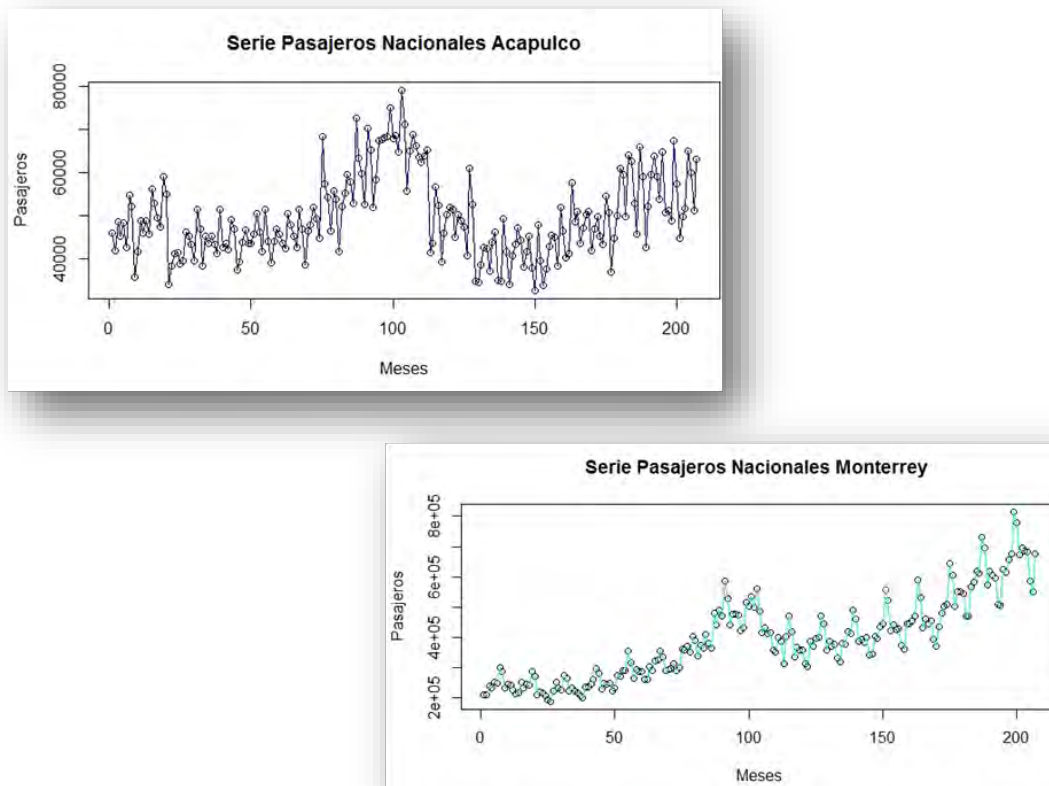 Serie Pasajeros Nacionales Acapulco
80000
60000
40000
Pasajeros
0 50 100 150 200
Meses
Serie Pasajeros Nacionales Monterrey
8e+05
6e+05
4e+05
2e+05
Pasajeros
0 50 100 150 200
Meses